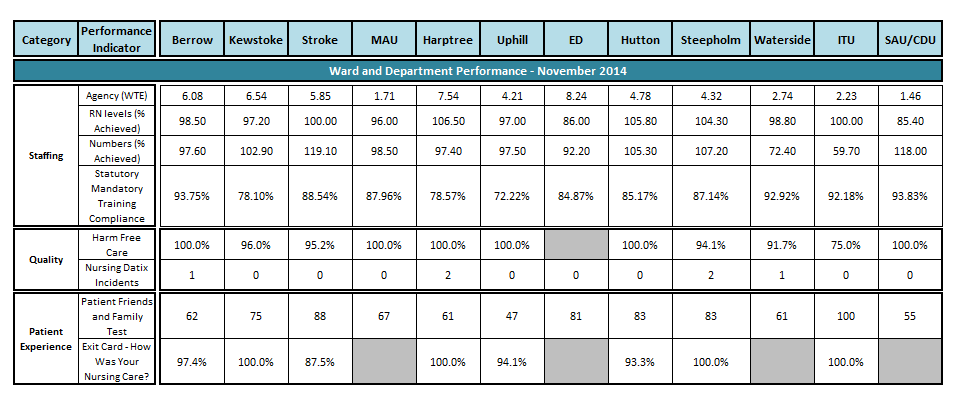 Category Performance Indicator Berrow Kewstoke Stroke MAU Harptree Uphill ED Hutton Steepholm Waterside ITU SAU/CDU
Ward and Department Performance - November 2014
Staffing
Agency (WTE) 6.08 6.54 5.85 1.71 7.54 4.21 8.24 4.78 4.32 2.74 2.23 1.46
RN levels (% Achieved) 98.50 97.20 100.00 96.00 106.50 97.00 86.00 105.80 104.30 98.80 100.00 85.40
Numbers (% Achieved) 97.60 102.90 119.10 98.50 97.40 97.50 92.20 105.30 107.20 72.40 59.70 118.00
Statutory Mandatory Training Compliance 93.75% 78.10% 88.54% 87.96% 78.57% 72.22% 84.87% 85.17% 87.14% 92.92% 92.18% 93.83%
Quality
Harm Free Care 100.0% 96.0% 95.2% 100.0% 100.0% 100.0% 100.0% 94.1% 91.7% 75.0% 100.0%
Nursing Datix Incidents 1 0 0 0 2 0 0 0 2 1 0 0
Patient Experience
Patient Friends and Family Test 62 75 88 67 61 47 81 83 83 61 100 55
Exit Card - How Was Your Nursing Care? 97.4% 100.0% 87.5% 100.0% 94.1% 93.3% 100.0% 100.0%